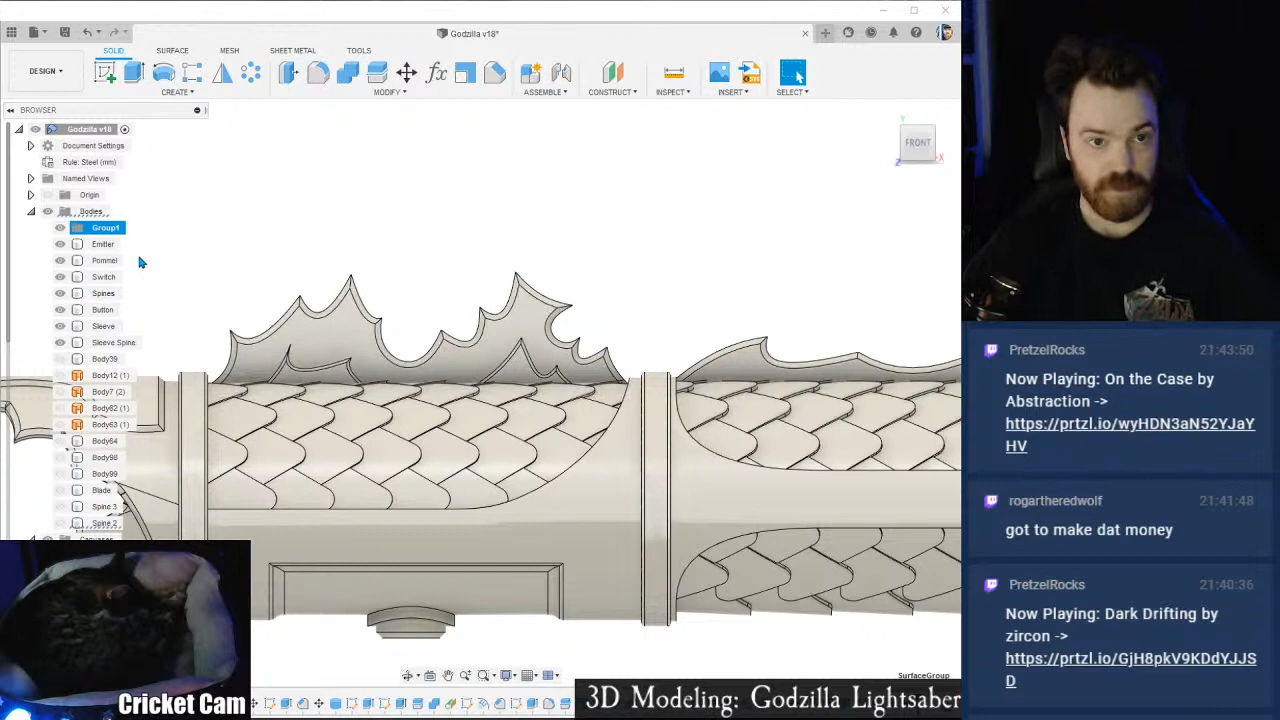 Godzilla v18*
SOLID
SURFACE
MESH
SHEET METAL
TOOLS
DESIGN
CREATE
MODIFY
ASSEMBLE
CONSTRUCT
INSPECT
INSERT
SELECT
BROWSER
Godzilla v18
Document Settings
Rule: Steel (mm)
Named Views
Origin
Bodies
Group1
Emitter
Pommel
Switch
Spines
Button
Sleeve
Sleeve Spine
Body39
Body12 (1)
Body7 (2)
Body62 (1)
Body63 (1)
Body64
Body98
Body99
Blade
Spine 3
Spine 2
Canvases
Y
FRONT
X
Z
SurfaceGroup
PretzelRocks
21:43:50
Now Playing: On the Case by
Abstraction ->
https://prtzl.io/wyHDN3aN52YJaY
HV
rogartheredwolf
21:41:48
got to make dat money
PretzelRocks
21:40:36
Now Playing: Dark Drifting by
zircon ->
https://prtzl.io/GjH8pkV9KDdYJJS
D
Cricket Cam
3D Modeling: Godzilla Lightsaber